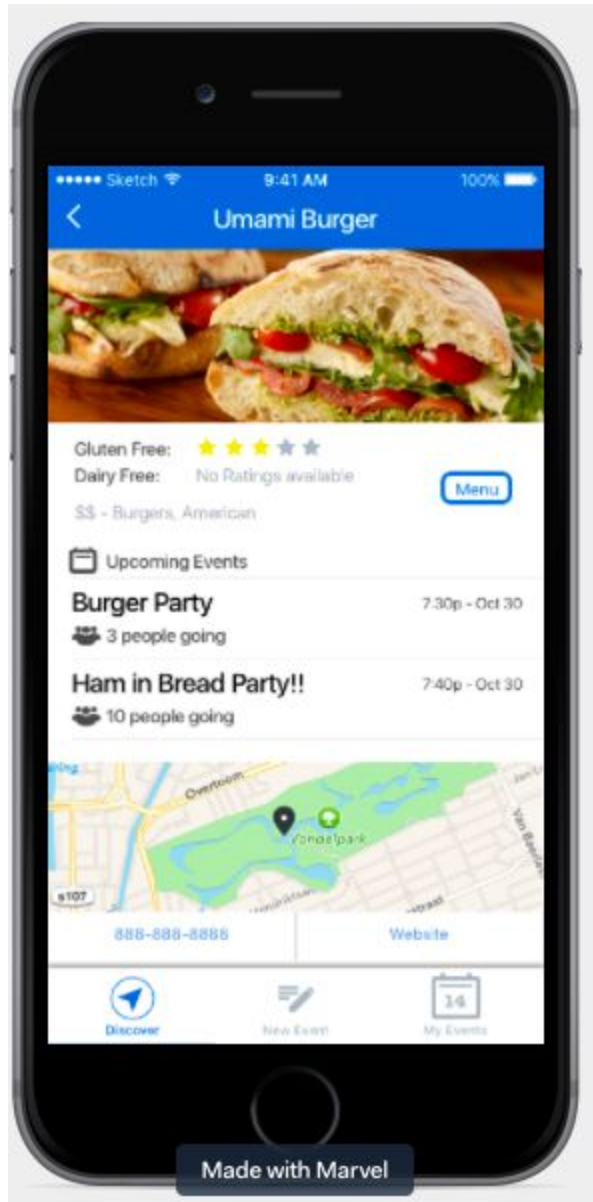 Sketch 9:41 AM 100%
Umami Burger
Gluten Free:
Dairy Free: No Ratings available
Menu
$$ - Burgers, American
Upcoming Events
Burger Party 7:30p - Oct 30
3 people going
Ham in Bread Party!! 7:40p - Oct 30
10 people going
Overtoom
Vondelpark
s107
888-888-8888 Website
14
Discover New Event My Events
Made with Marvel